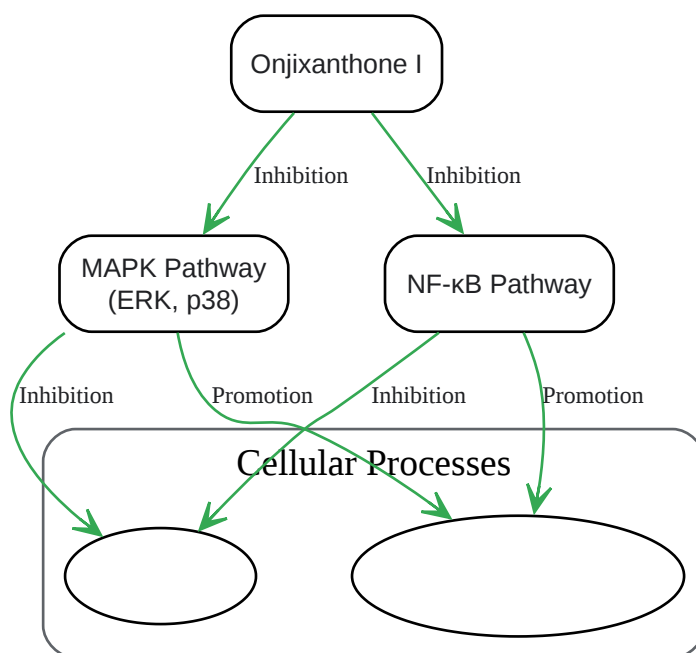 Onjixanthone I
Inhibition
Inhibition
MAPK Pathway
(ERK, p38)
NF-κB Pathway
Inhibition
Promotion
Inhibition
Promotion
Cellular Processes